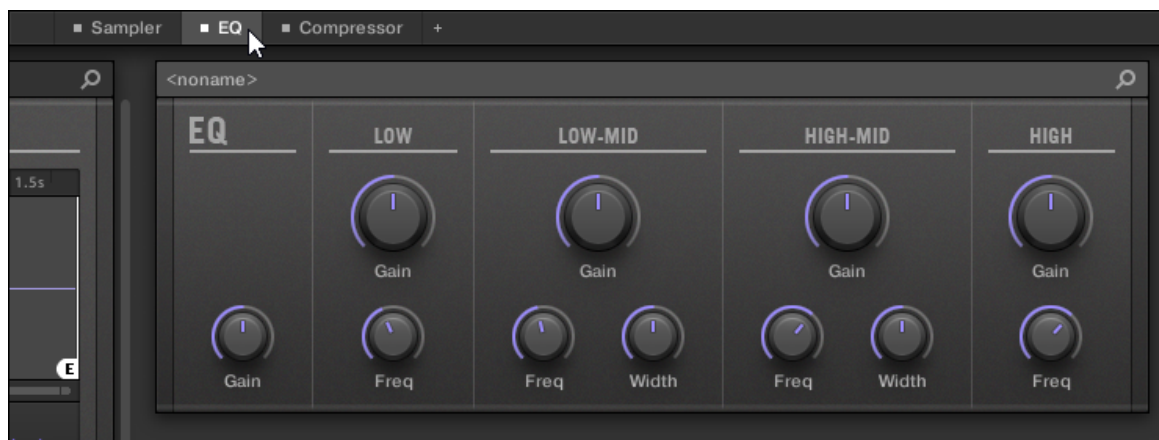 Sampler EQ Compressor +
<noname>
EQ LOW LOW-MID HIGH-MID HIGH
1.5s
Gain Gain Gain Gain
E
Gain Freq Freq Width Freq Width Freq